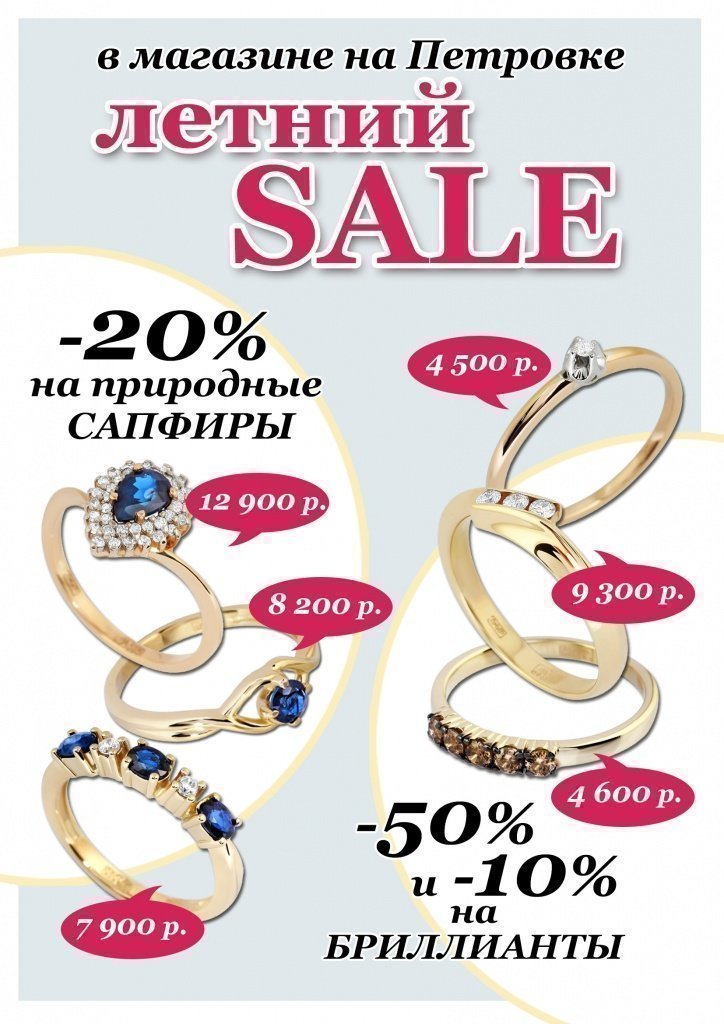 в магазине на Петровке
летний
SALE
-20%
на природные
САПФИРЫ
4 500 р.
12 900 р.
9 300 р.
8 200 р.
4 600 р.
7 900 р.
-50%
и -10%
на
БРИЛЛИАНТЫ